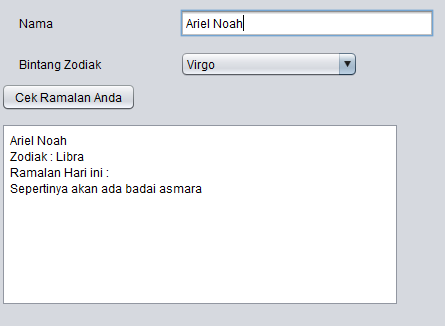 Nama
Ariel Noah
Bintang Zodiak
Virgo
Cek Ramalan Anda
Ariel Noah
Zodiak : Libra
Ramalan Hari ini :
Sepertinya akan ada badai asmara